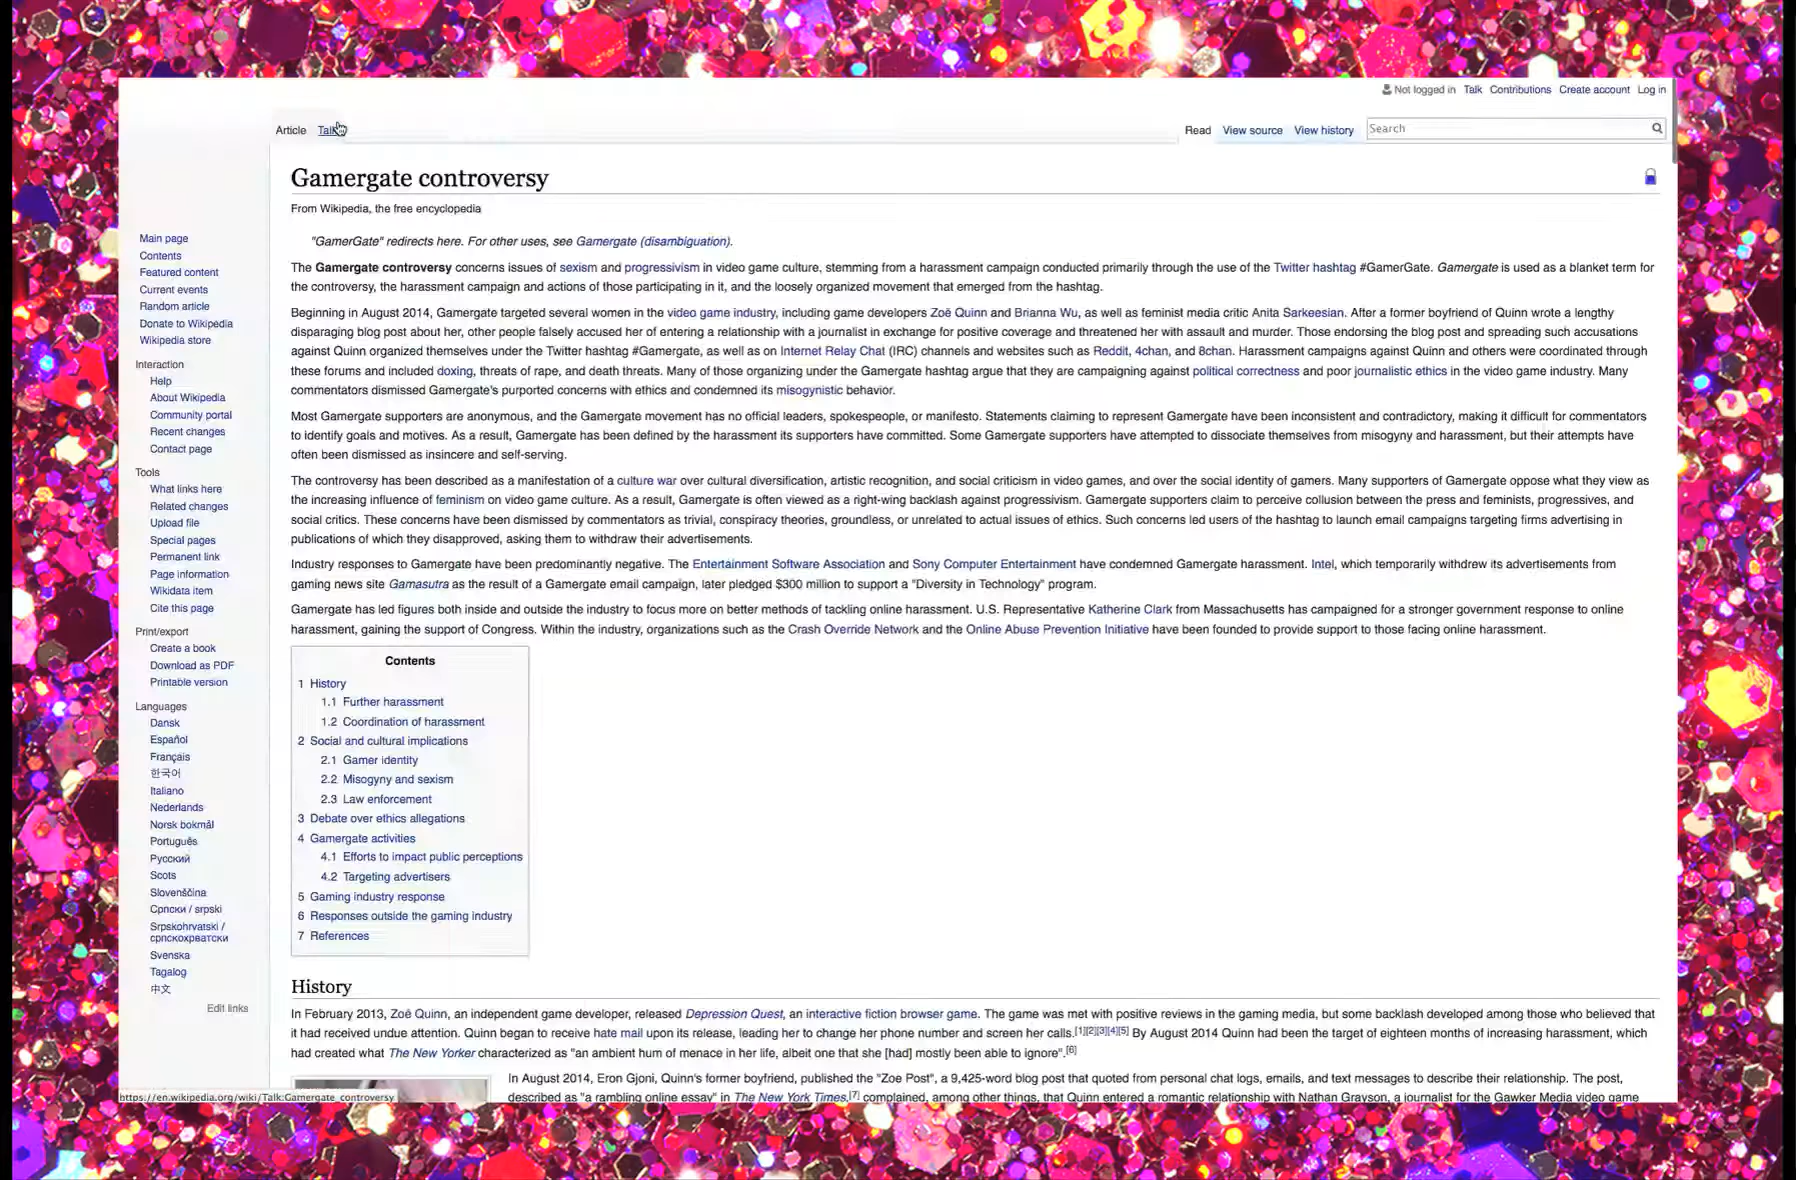 Not logged in Talk Contributions Create account Log in
Article Talk Read View source View history Search
Gamergate controversy
From Wikipedia, the free encyclopedia
"GamerGate" redirects here. For other uses, see Gamergate (disambiguation).
The Gamergate controversy concerns issues of sexism and progressivism in video game culture, stemming from a harassment campaign conducted primarily through the use of the Twitter hashtag #GamerGate. Gamergate is used as a blanket term for
the controversy, the harassment campaign and actions of those participating in it, and the loosely organized movement that emerged from the hashtag.
Beginning in August 2014, Gamergate targeted several women in the video game industry, including game developers Zoë Quinn and Brianna Wu, as well as feminist media critic Anita Sarkeesian. After a former boyfriend of Quinn wrote a lengthy
disparaging blog post about her, other people falsely accused her of entering a relationship with a journalist in exchange for positive coverage and threatened her with assault and murder. Those endorsing the blog post and spreading such accusations
against Quinn organized themselves under the Twitter hashtag #Gamergate, as well as on Internet Relay Chat (IRC) channels and websites such as Reddit, 4chan, and 8chan. Harassment campaigns against Quinn and others were coordinated through
these forums and included doxing, threats of rape, and death threats. Many of those organizing under the Gamergate hashtag argue that they are campaigning against political correctness and poor journalistic ethics in the video game industry. Many
commentators dismissed Gamergate's purported concerns with ethics and condemned its misogynistic behavior.
Most Gamergate supporters are anonymous, and the Gamergate movement has no official leaders, spokespeople, or manifesto. Statements claiming to represent Gamergate have been inconsistent and contradictory, making it difficult for commentators
to identify goals and motives. As a result, Gamergate has been defined by the harassment its supporters have committed. Some Gamergate supporters have attempted to dissociate themselves from misogyny and harassment, but their attempts have
often been dismissed as insincere and self-serving.
The controversy has been described as a manifestation of a culture war over cultural diversification, artistic recognition, and social criticism in video games, and over the social identity of gamers. Many supporters of Gamergate oppose what they view as
the increasing influence of feminism on video game culture. As a result, Gamergate is often viewed as a right-wing backlash against progressivism. Gamergate supporters claim to perceive collusion between the press and feminists, progressives, and
social critics. These concerns have been dismissed by commentators as trivial, conspiracy theories, groundless, or unrelated to actual issues of ethics. Such concerns led users of the hashtag to launch email campaigns targeting firms advertising in
publications of which they disapproved, asking them to withdraw their advertisements.
Industry responses to Gamergate have been predominantly negative. The Entertainment Software Association and Sony Computer Entertainment have condemned Gamergate harassment. Intel, which temporarily withdrew its advertisements from
gaming news site Gamasutra as the result of a Gamergate email campaign, later pledged $300 million to support a "Diversity in Technology" program.
Gamergate has led figures both inside and outside the industry to focus more on better methods of tackling online harassment. U.S. Representative Katherine Clark from Massachusetts has campaigned for a stronger government response to online
harassment, gaining the support of Congress. Within the industry, organizations such as the Crash Override Network and the Online Abuse Prevention Initiative have been founded to provide support to those facing online harassment.
Contents
1 History
1.1 Further harassment
1.2 Coordination of harassment
2 Social and cultural implications
2.1 Gamer identity
2.2 Misogyny and sexism
2.3 Law enforcement
3 Debate over ethics allegations
4 Gamergate activities
4.1 Efforts to impact public perceptions
4.2 Targeting advertisers
5 Gaming industry response
6 Responses outside the gaming industry
7 References
History
In February 2013, Zoë Quinn, an independent game developer, released Depression Quest, an interactive fiction browser game. The game was met with positive reviews in the gaming media, but some backlash developed among those who believed that
it had received undue attention. Quinn began to receive hate mail upon its release, leading her to change her phone number and screen her calls.[1][2][3][4][5] By August 2014 Quinn had been the target of eighteen months of increasing harassment, which
had created what The New Yorker characterized as "an ambient hum of menace in her life, albeit one that she [had] mostly been able to ignore".[6]
In August 2014, Eron Gjoni, Quinn's former boyfriend, published the "Zoe Post", a 9,425-word blog post that quoted from personal chat logs, emails, and text messages to describe their relationship. The post,
described as "a rambling online essay" in The New York Times,[7] complained, among other things, that Quinn entered a romantic relationship with Nathan Grayson, a journalist for the Gawker Media video game
Main page
Contents
Featured content
Current events
Random article
Donate to Wikipedia
Wikipedia store
Interaction
Help
About Wikipedia
Community portal
Recent changes
Contact page
Tools
What links here
Related changes
Upload file
Special pages
Permanent link
Page information
Wikidata item
Cite this page
Print/export
Create a book
Download as PDF
Printable version
Languages
Dansk
Español
Français
한국어
Italiano
Nederlands
Norsk bokmål
Português
Русский
Scots
Slovenščina
Српски / srpski
Srpskohrvatski /
српскохрватски
Svenska
Tagalog
中文
Edit links
https://en.wikipedia.org/wiki/Talk:Gamergate_controversy